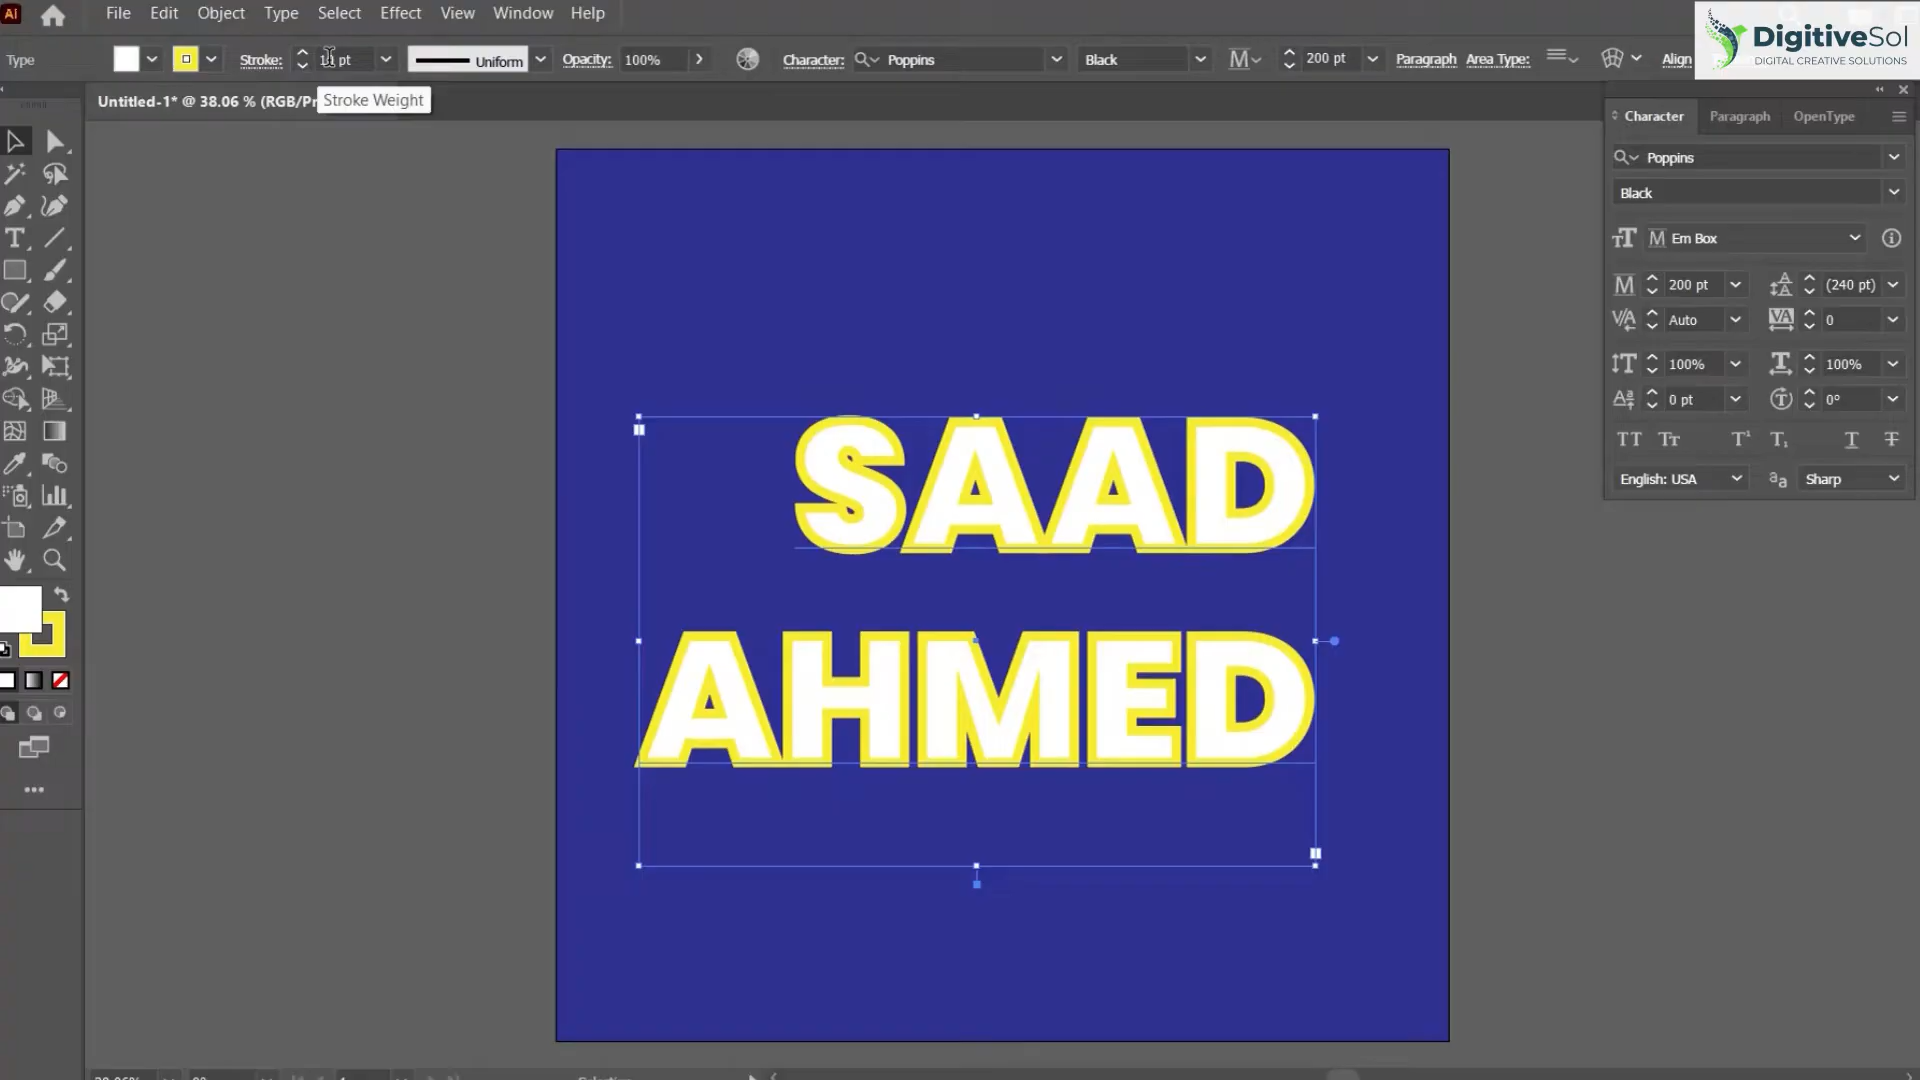 Ai File Edit Object Type Select Effect View Window Help
DigitiveSol
DIGITAL CREATIVE SOLUTIONS
Type Stroke: 11 pt Uniform Opacity: 100% Character: Poppins Black 200 pt Paragraph Area Type: Align
Untitled-1* @ 38.06 % (RGB/Pr
Stroke Weight
Character Paragraph OpenType
Poppins
Black
Em Box
200 pt (240 pt)
Auto 0
100% 100%
0 pt 0°
English: USA Sharp
SAAD
AHMED